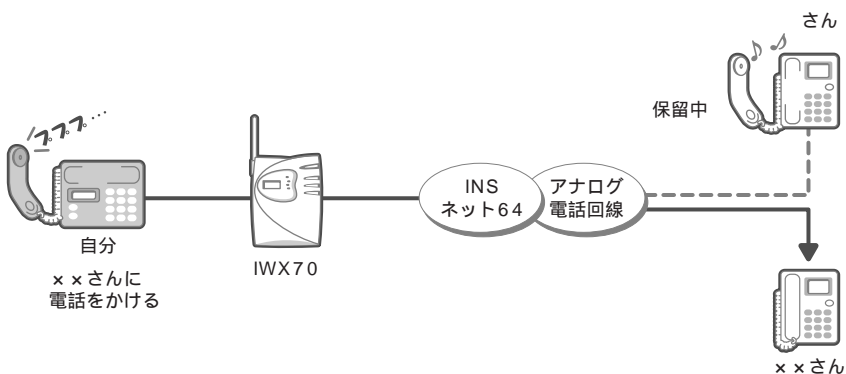 さん
保留中
ププププ…
自分
××さんに
電話をかける
IWX70
INS
ネット64
アナログ
電話回線
××さん